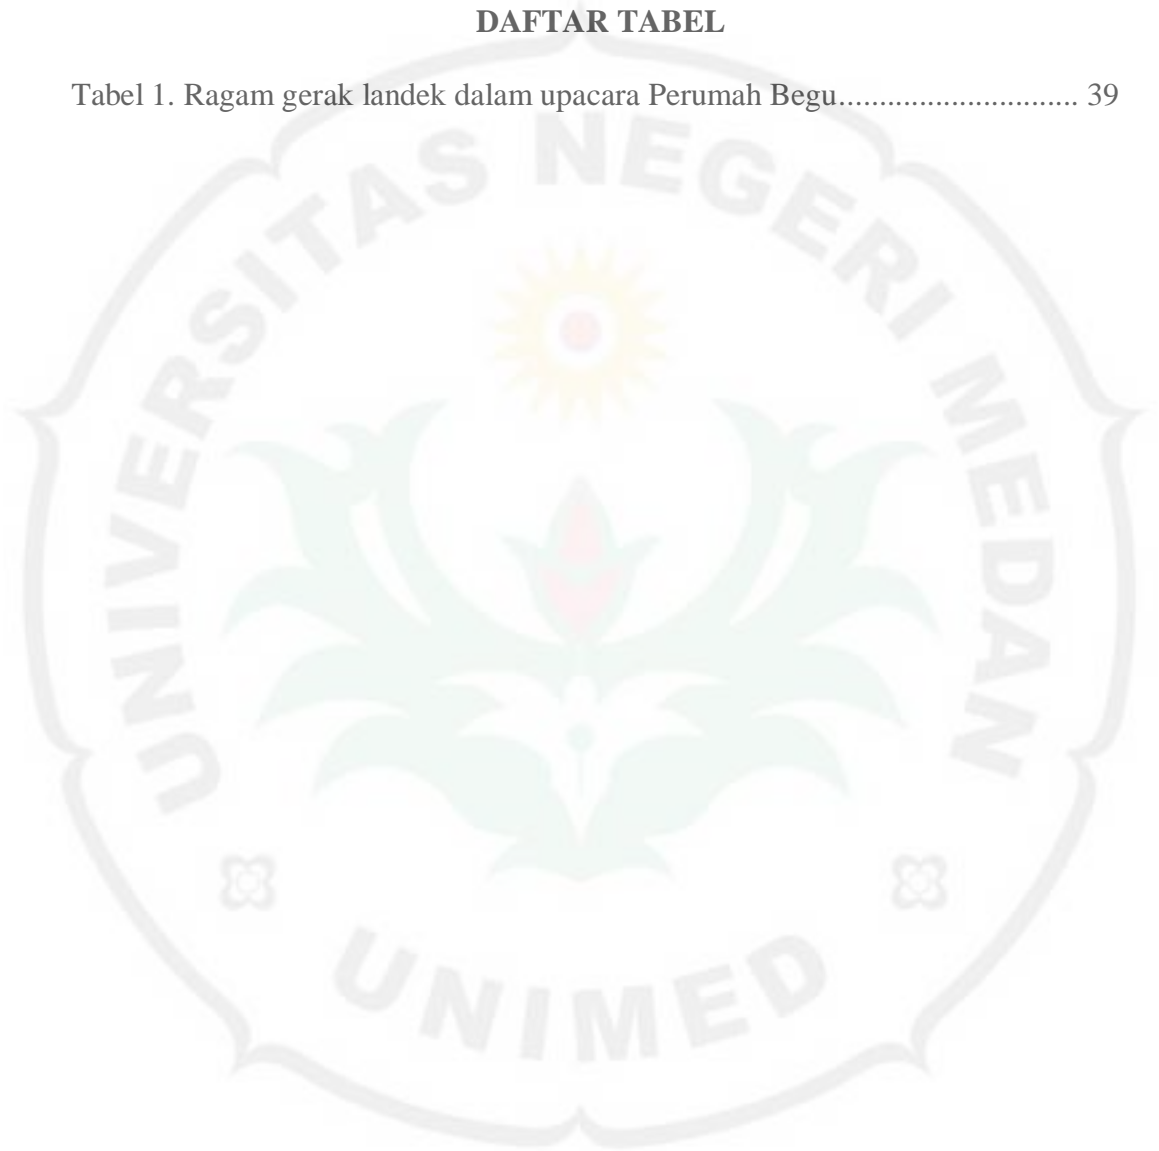 DAFTAR TABEL
Tabel 1. Ragam gerak landek dalam upacara Perumah Begu............................. 39
UNIVERSITAS NEGERI MEDAN
UNIMED